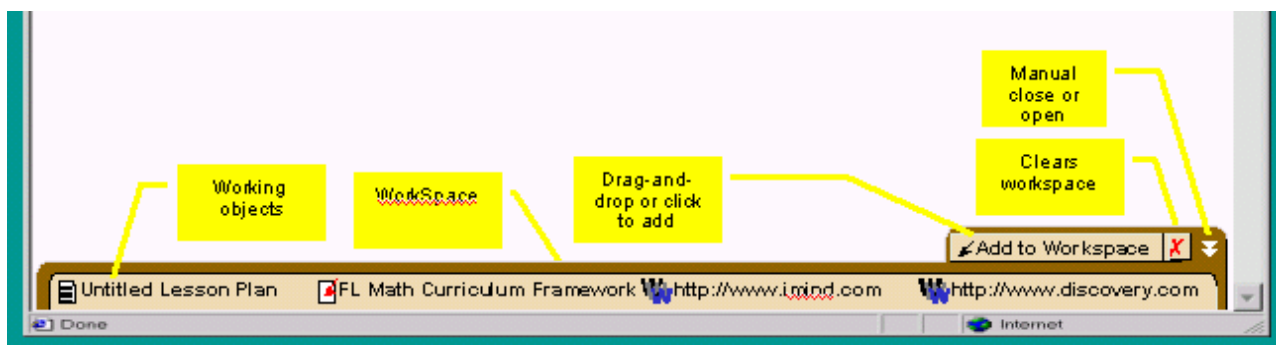 Manual
close or
open
Clears
workspace
Drag-and-
drop or click
to add
Working
objects
WorkSpace
Add to Workspace X
Untitled Lesson Plan FL Math Curriculum Framework http://www.imind.com http://www.discovery.com
Done Internet